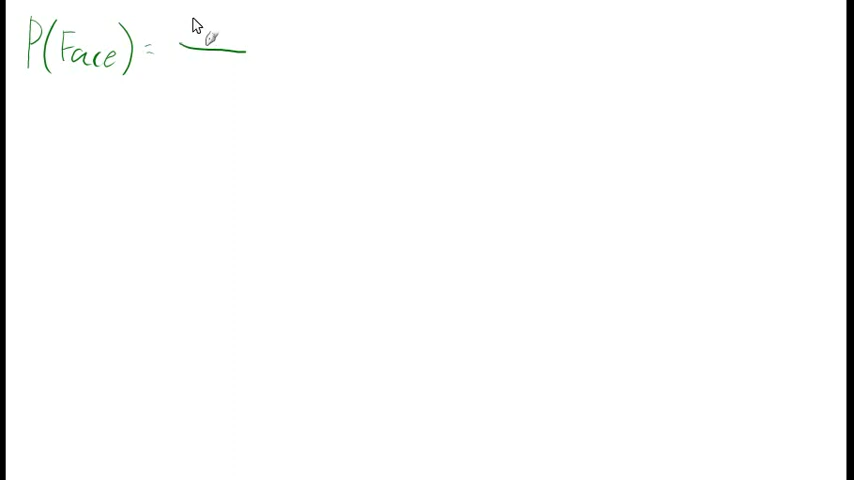 P(Face) =